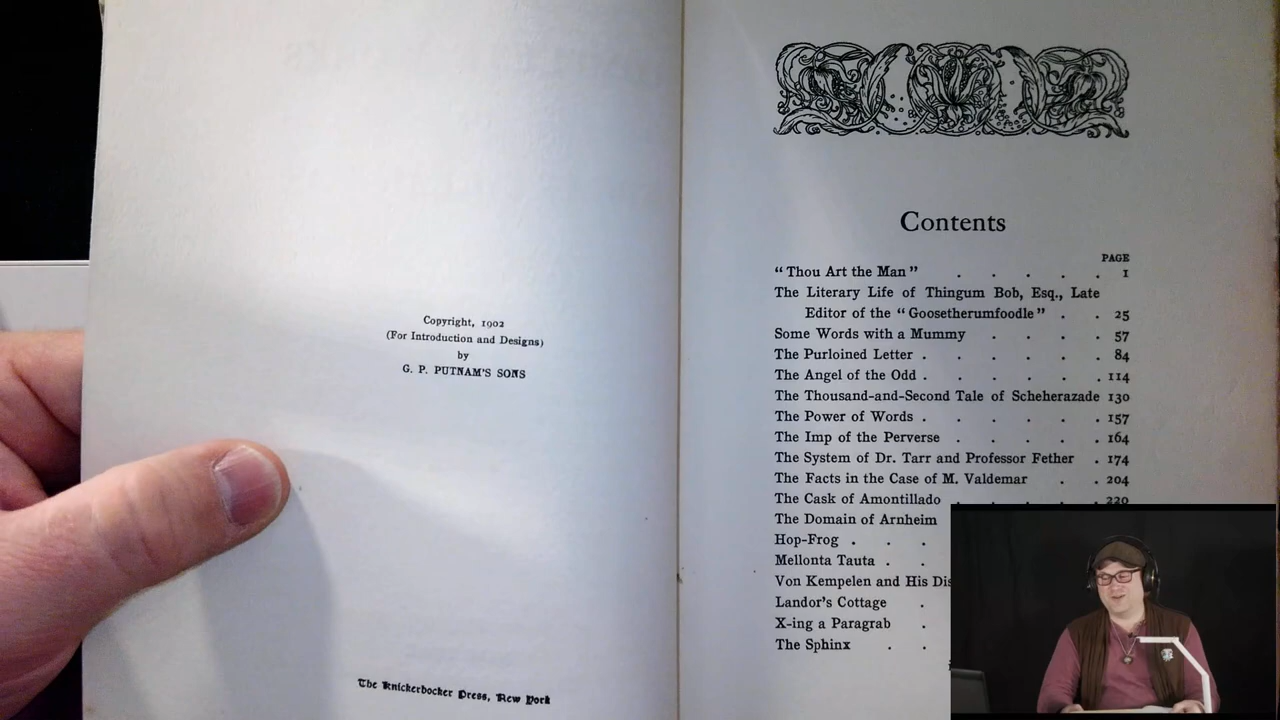 Copyright, 1902
(For Introduction and Designs)
by
G. P. PUTNAM'S SONS
The Knickerbocker Press, New York
Contents
PAGE
"Thou Art the Man" . . . . . 1
The Literary Life of Thingum Bob, Esq., Late
Editor of the "Goosetherumfoodle" . . 25
Some Words with a Mummy . . . . 57
The Purloined Letter . . . . . . 84
The Angel of the Odd . . . . . . 114
The Thousand-and-Second Tale of Scheherazade 130
The Power of Words . . . . . . 157
The Imp of the Perverse . . . . . 164
The System of Dr. Tarr and Professor Fether . 174
The Facts in the Case of M. Valdemar . . 204
The Cask of Amontillado . . . . . 220
The Domain of Arnheim
Hop-Frog . . .
Mellonta Tauta . .
Von Kempelen and His Dis
Landor's Cottage .
X-ing a Paragrab .
The Sphinx . .